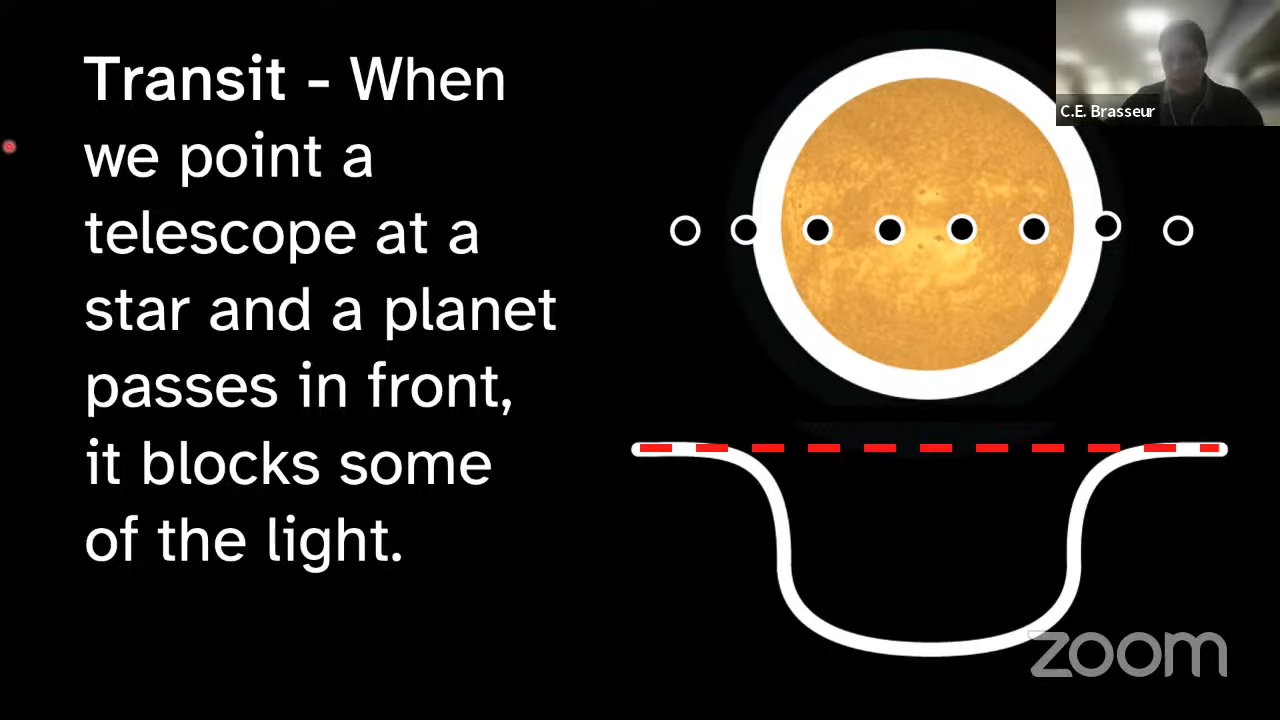 Transit - When
we point a
telescope at a
star and a planet
passes in front,
it blocks some
of the light.
C.E. Brasseur
zoom